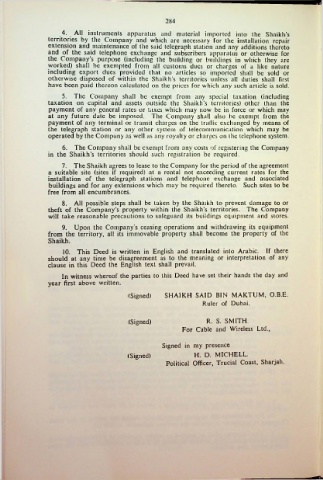 284
4. All instruments apparatus and material imported into the Shaikh's
territories by the Company and which are necessary for the installation repair
extension and maintenance of the said telegraph station and any additions thereto
and of the said telephone exchange and subscribers apparatus or otherwise for
the Company's purpose (including the building or buildings in which they are
worked) shall be exempted from all customs dues or charges of a like nature
including export dues provided that no articles so imported shall be sold or
otherwise disposed of within the Shaikh's territories unless all duties shall first
have been paid thereon calculated on the prices for which any such article is sold.
5. The Company shall be exempt from any special taxation (including
taxation on capital and assets outside the Shaikh's territories) other than the
payment of any general rates or taxes which may now be in force or which may
at any future date be imposed. The Company shall also be exempt from the
payment of any terminal or transit charges on the traffic exchanged by means of
the telegraph station or any other system of telecommunication which may be
operated by the Company as well as any royalty or charges on the telephone system.
6. The Company shall be exempt from any costs of registering the Company
in the Shaikh's territories should such registration be required.
7. The Shaikh agrees to lease to the Company for the period of the agreement
a suitable site (sites if required) at a rental not exceeding current rates for the
installation of the telegraph stations and telephone exchange and associated
buildings and for any extensions which may be required thereto. Such sites to be
free from all encumbrances.
8. All possible steps shall be taken by the Shaikh to prevent damage to or
theft of the Company's property within the Shaikh's territories. The Company
will take reasonable precautions to safeguard its buildings equipment and stores.
9. Upon the Company's ceasing operations and withdrawing its equipment
from the territory, all its immovable property shall become the property of the
Shaikh.
10. This Deed is written in English and translated into Arabic. If there
should at any time be disagreement as to the meaning or interpretation of any
clause in this Deed the English text shall prevail.
In witness whereof the parties to this Deed have set their hands the day and
year first above written.
(Signed) SHAIKH SAID BIN MAKTUM, O.B.E.
Ruler of Dubai.
(Signed) R. S. SMITH.
For Cable and Wireless Ltd.,
Signed in my presence
(Signed) H. D. MICHELL.
Political Officer, Trucial Coast, Sharjah.